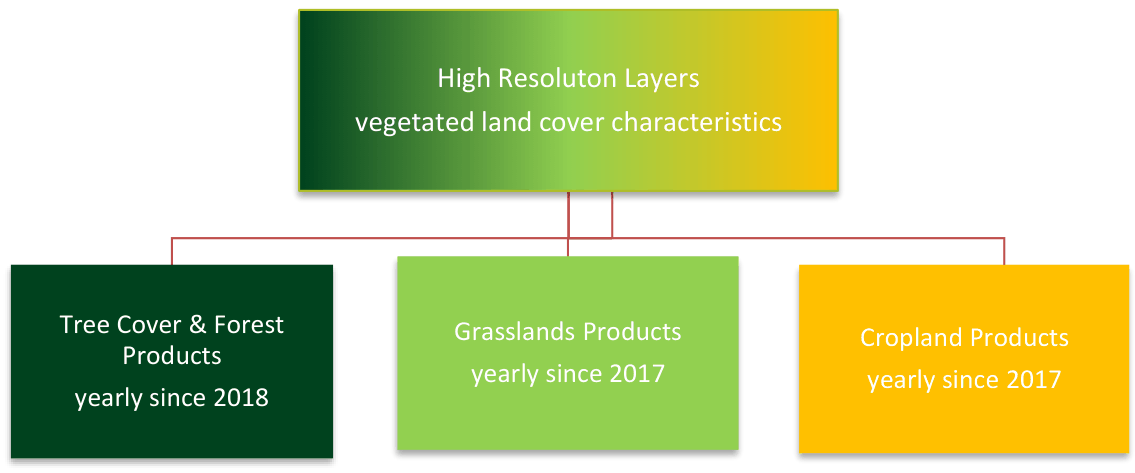 High Resoluton Layers
vegetated land cover characteristics
Tree Cover & Forest
Products
yearly since 2018
Grasslands Products
yearly since 2017
Cropland Products
yearly since 2017